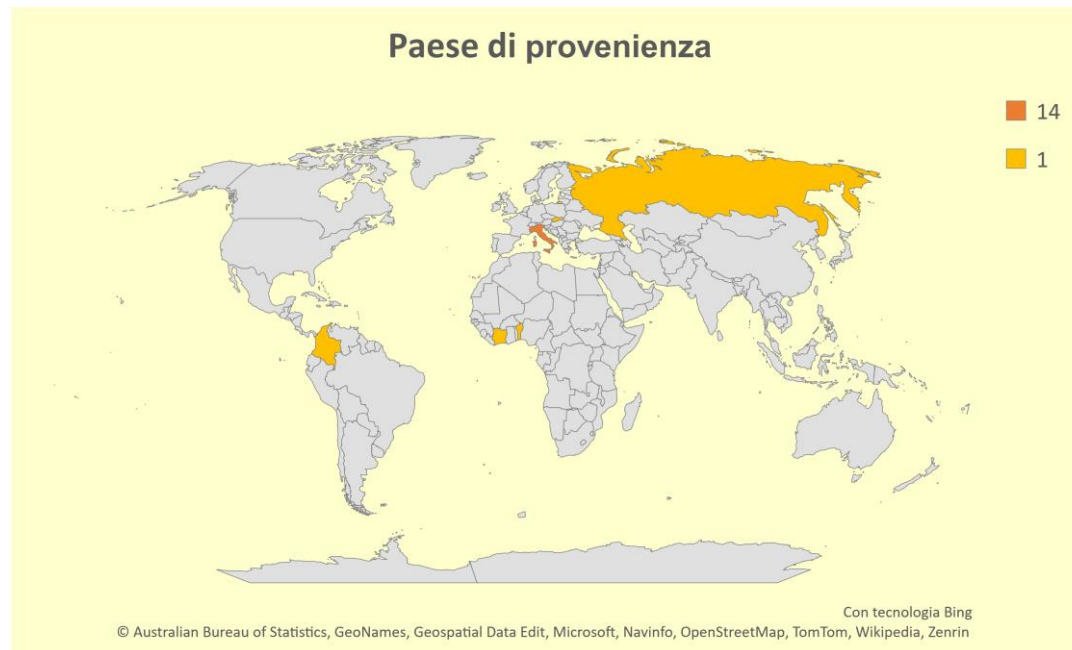 Paese di provenienza
14
1
Con tecnologia Bing
© Australian Bureau of Statistics, GeoNames, Geospatial Data Edit, Microsoft, Navinfo, OpenStreetMap, TomTom, Wikipedia, Zenrin